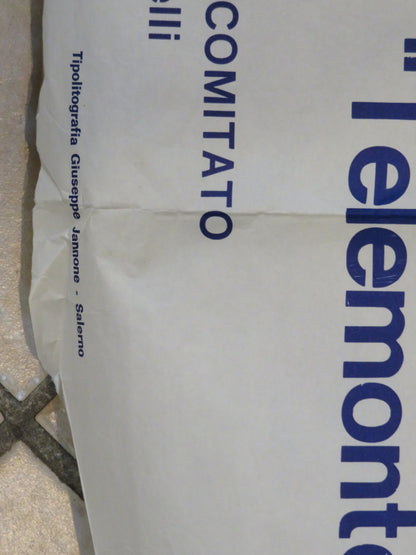 "Telemont
COMITATO
elli
Tipolitografia Giuseppe Jannone - Salerno